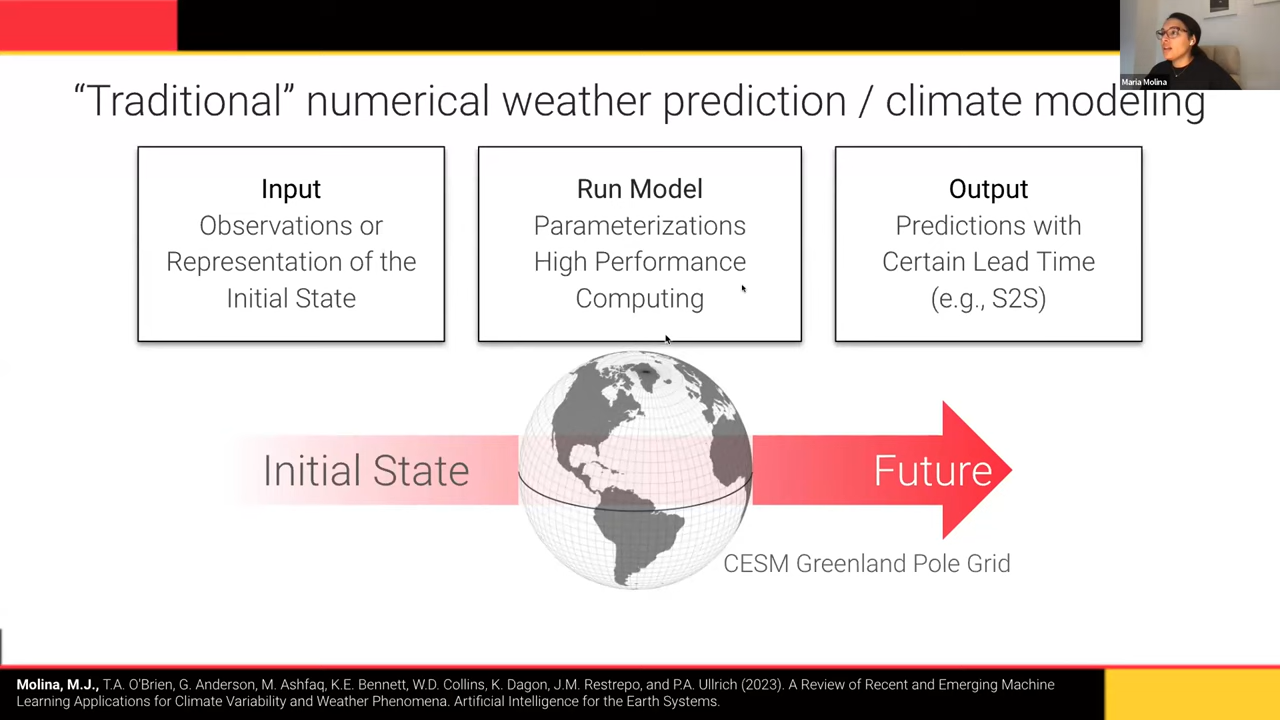 Maria Molina
“Traditional” numerical weather prediction / climate modeling
Input
Observations or
Representation of the
Initial State
Run Model
Parameterizations
High Performance
Computing
Output
Predictions with
Certain Lead Time
(e.g., S2S)
Initial State
Future
CESM Greenland Pole Grid
Molina, M.J., T.A. O'Brien, G. Anderson, M. Ashfaq, K.E. Bennett, W.D. Collins, K. Dagon, J.M. Restrepo, and P.A. Ullrich (2023). A Review of Recent and Emerging Machine
Learning Applications for Climate Variability and Weather Phenomena. Artificial Intelligence for the Earth Systems.